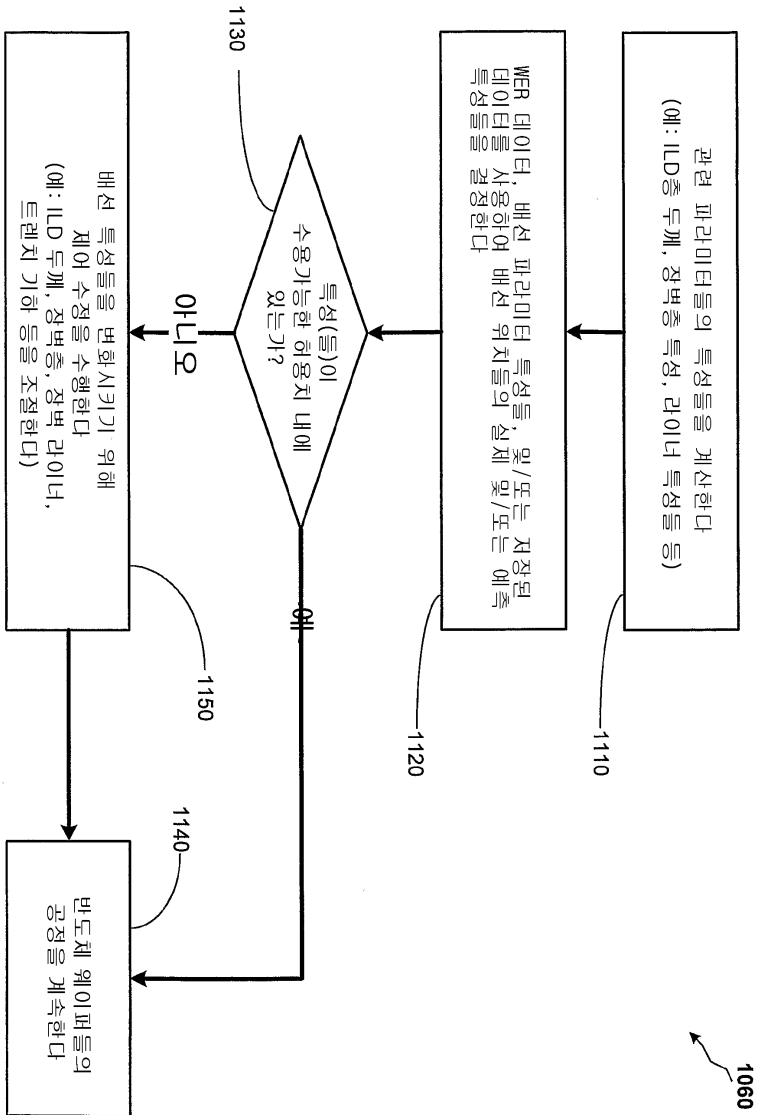 1060
관련 파라미터들의 특성들을 계산한다
(예: ILD층 두께, 장벽층 특성, 라이너 특성들 등)
1110
WER 데이터, 배선 파라미터 특성들, 및/또는 저장된
데이터를 사용하여 배선 위치들의 실제 및/또는 예측
특성들을 결정한다
1120
특성(들)이
수용가능한 허용치 내에
있는가?
1130
아니요
예
배선 특성들을 변화시키기 위해
제어 수정을 수행한다
(예: ILD 두께, 장벽층, 장벽 라이너,
트렌치 기하 등을 조절한다)
1150
반도체 웨이퍼들의
공정을 계속한다
1140